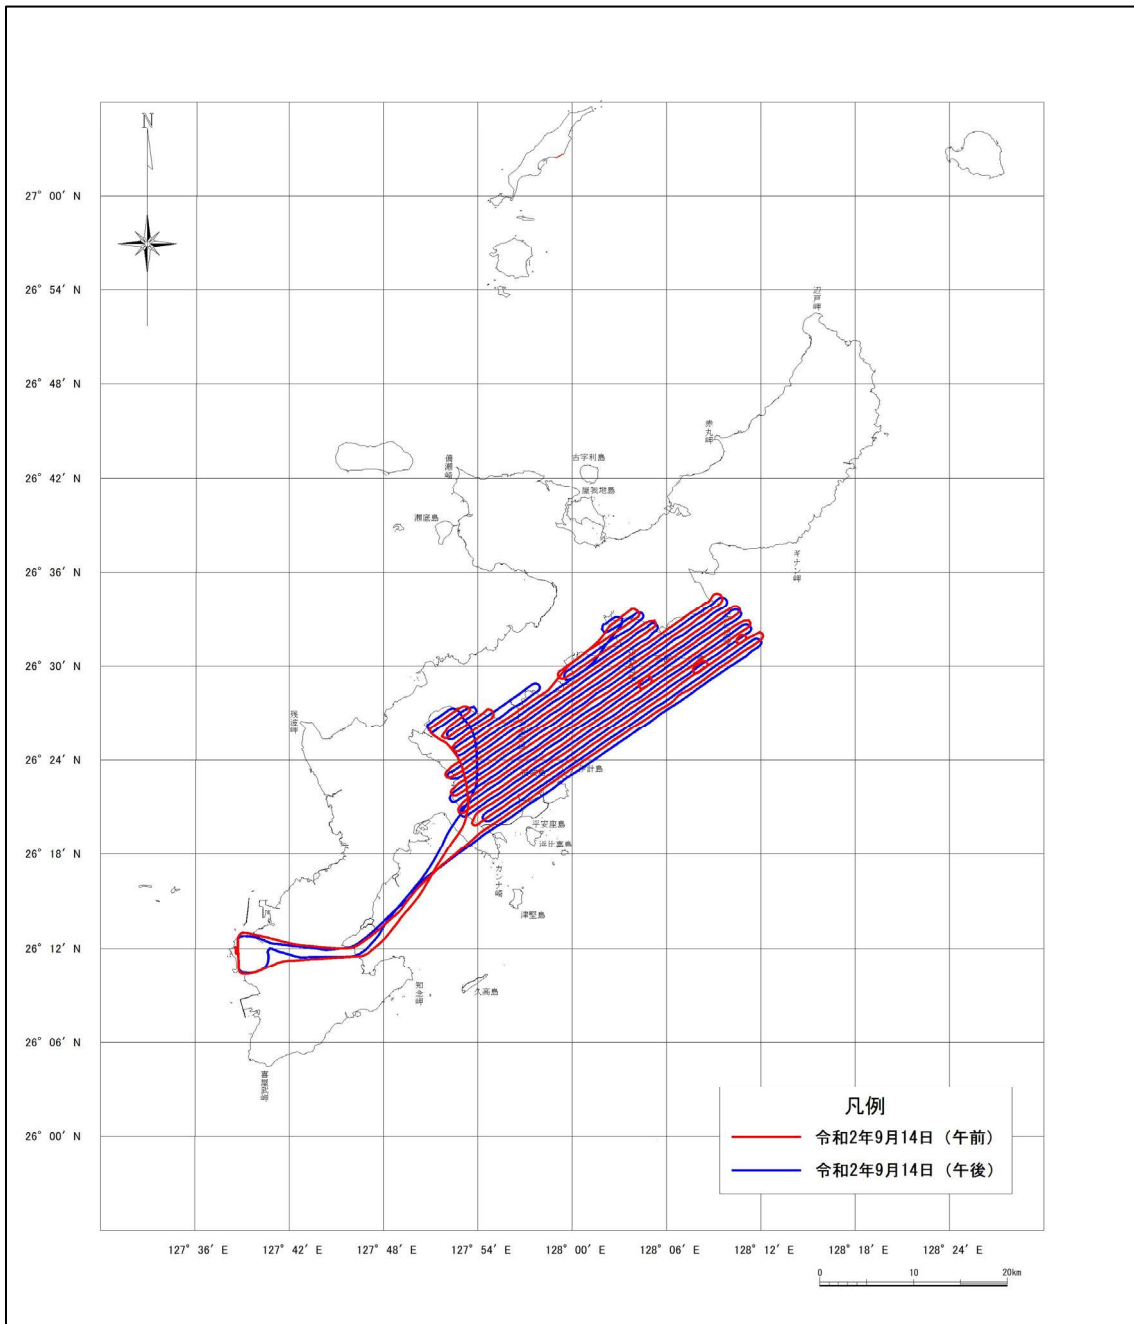 N
27° 00′ N
26° 54′ N
辺戸岬
26° 48′ N
赤丸岬
備瀬崎
古宇利島
26° 42′ N
屋我地島
瀬底島
26° 36′ N
ギナン岬
26° 30′ N
残波岬
26° 24′ N
伊計島
平安座島
浜比嘉島
26° 18′ N
カンナ崎
津堅島
26° 12′ N
知念岬
久高島
26° 06′ N
喜屋武岬
凡例
26° 00′ N
令和2年9月14日（午前）
令和2年9月14日（午後）
127° 36′ E 127° 42′ E 127° 48′ E 127° 54′ E 128° 00′ E 128° 06′ E 128° 12′ E 128° 18′ E 128° 24′ E
0 10 20km